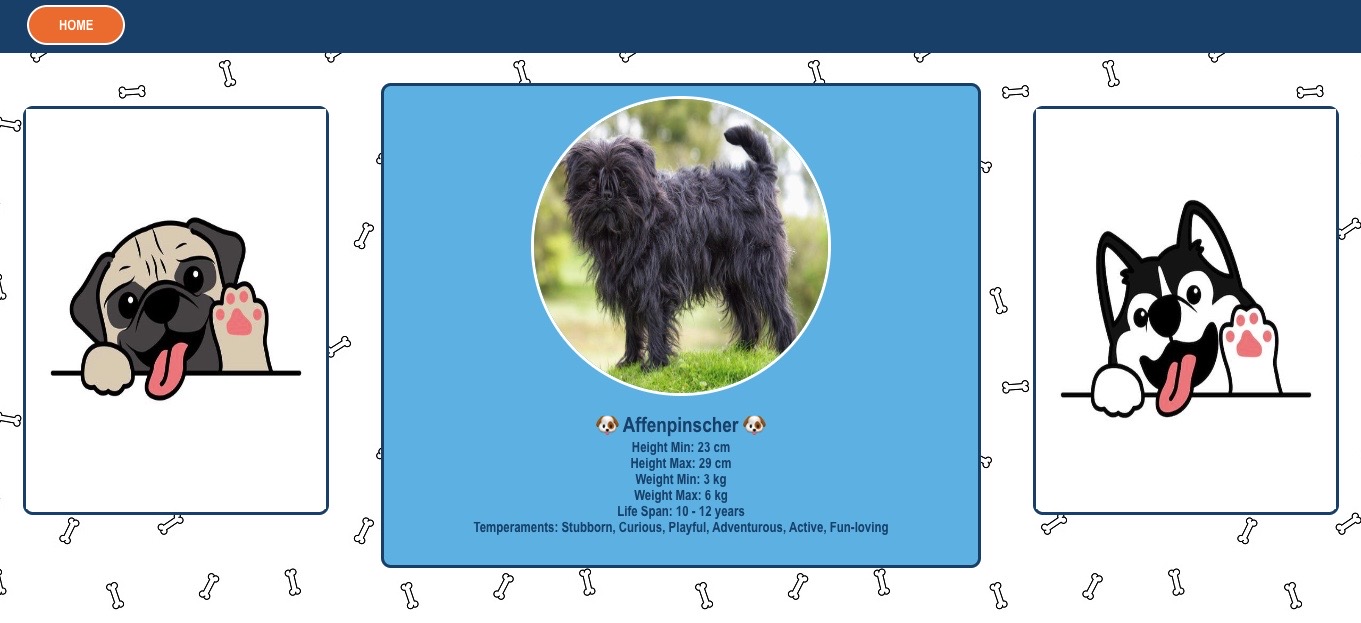 HOME
Affenpinscher
Height Min: 23 cm
Height Max: 29 cm
Weight Min: 3 kg
Weight Max: 6 kg
Life Span: 10 - 12 years
Temperaments: Stubborn, Curious, Playful, Adventurous, Active, Fun-loving